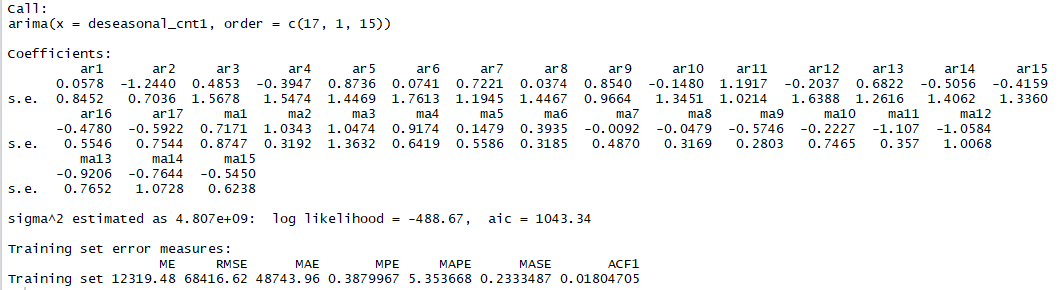 Call:
arima(x = deseasonal_cnt1, order = c(17, 1, 15))
Coefficients:
ar1 ar2 ar3 ar4 ar5 ar6 ar7 ar8 ar9 ar10 ar11 ar12 ar13 ar14 ar15
0.0578 -1.2440 0.4853 -0.3947 0.8736 0.0741 0.7221 0.0374 0.8540 -0.1480 1.1917 -0.2037 0.6822 -0.5056 -0.4159
s.e. 0.8452 0.7036 1.5678 1.5474 1.4469 1.7613 1.1945 1.4467 0.9664 1.3451 1.0214 1.6388 1.2616 1.4062 1.3360
ar16 ar17 ma1 ma2 ma3 ma4 ma5 ma6 ma7 ma8 ma9 ma10 ma11 ma12
-0.4780 -0.5922 0.7171 1.0343 1.0474 0.9174 0.1479 0.3935 -0.0092 -0.0479 -0.5746 -0.2227 -1.107 -1.0584
s.e. 0.5546 0.7544 0.8747 0.3192 1.3632 0.6419 0.5586 0.3185 0.4870 0.3169 0.2803 0.7465 0.357 1.0068
ma13 ma14 ma15
-0.9206 -0.7644 -0.5450
s.e. 0.7652 1.0728 0.6238
sigma^2 estimated as 4.807e+09: log likelihood = -488.67, aic = 1043.34
Training set error measures:
ME RMSE MAE MPE MAPE MASE ACF1
Training set 12319.48 68416.62 48743.96 0.3879967 5.353668 0.2333487 0.01804705